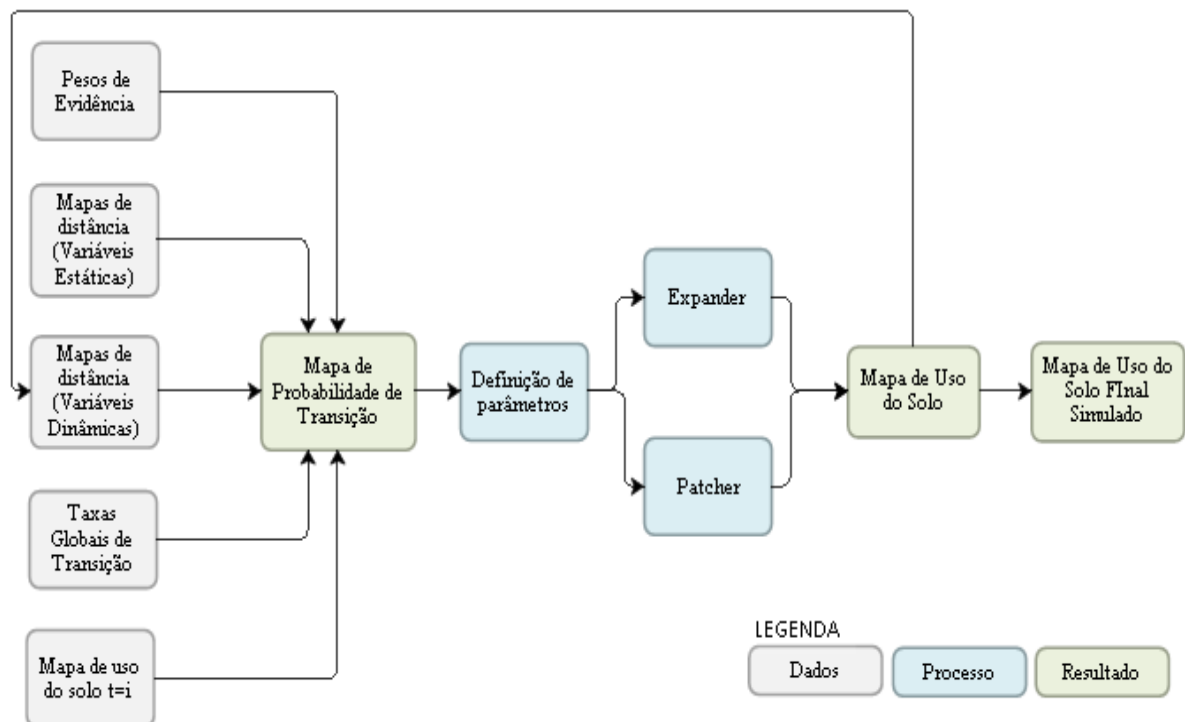 Pesos de
Evidência
Mapas de
distância
(Variáveis
Estáticas)
Mapas de
distância
(Variáveis
Dinâmicas)
Taxas
Globais de
Transição
Mapa de uso
do solo t=i
Mapa de
Probabilidade de
Transição
Definição de
parâmetros
Expander
Patcher
Mapa de Uso
do Solo
Mapa de Uso do
Solo FInal
Simulado
LEGENDA
Dados
Processo
Resultado